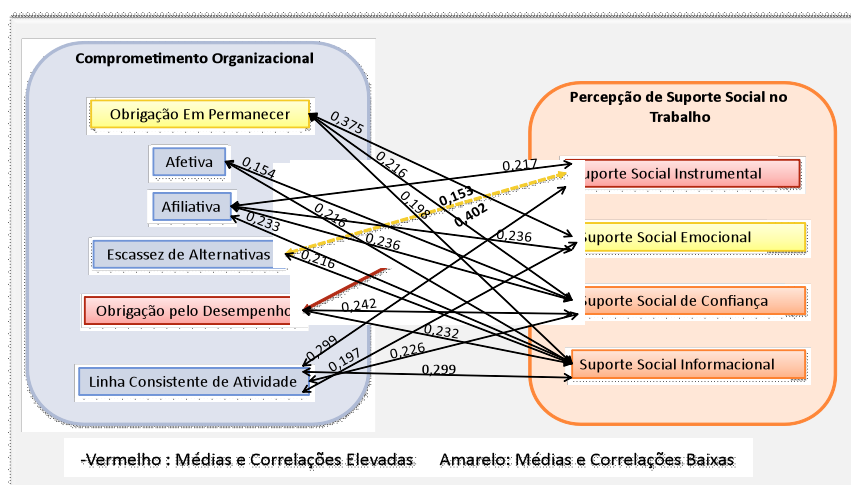 Comprometimento Organizacional
Obrigação Em Permanecer
Afetiva
Afiliativa
Escassez de Alternativas
Obrigação pelo Desempenho
Linha Consistente de Atividade
0,375
0,216
0,154
0,198
0,217
0,153
0,402
0,216
0,233
0,236
0,236
0,216
0,242
0,232
0,299
0,197
0,226
0,299
Percepção de Suporte Social no
Trabalho
uporte Social Instrumental
Suporte Social Emocional
Suporte Social de Confiança
Suporte Social Informacional
-Vermelho : Médias e Correlações Elevadas Amarelo: Médias e Correlações Baixas